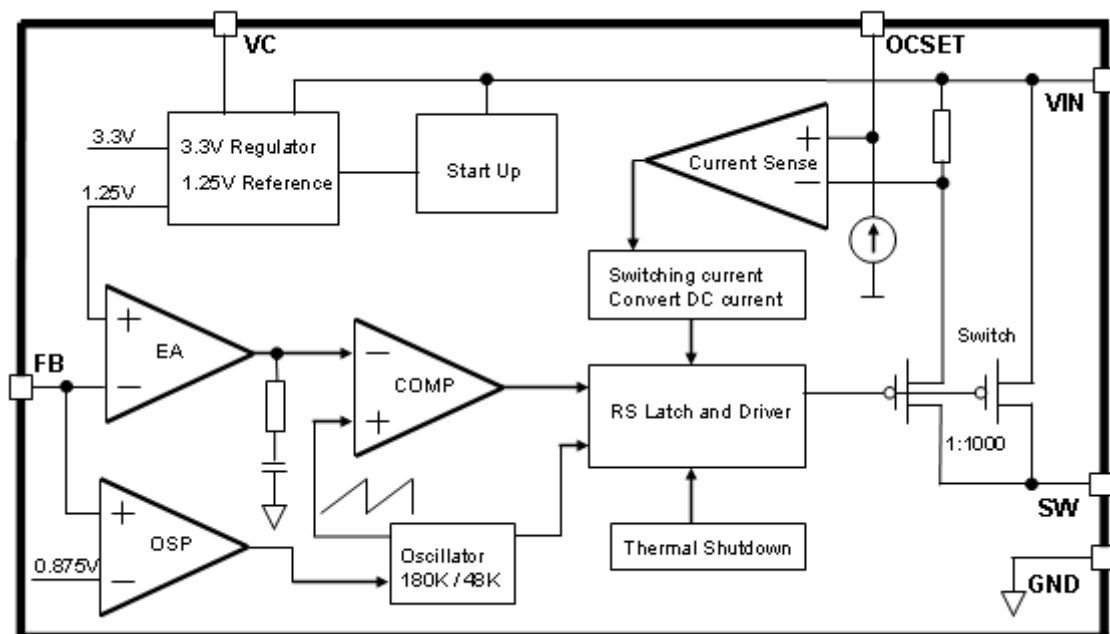 VC
OCSET
VIN
3.3V
3.3V Regulator
1.25V Reference
1.25V
Start Up
+
Current Sense
−
Switching current
Convert DC current
FB
+
EA
−
−
COMP
+
RS Latch and Driver
Switch
1:1000
+
OSP
−
0.875V
Oscillator
180K / 48K
Thermal Shutdown
SW
GND